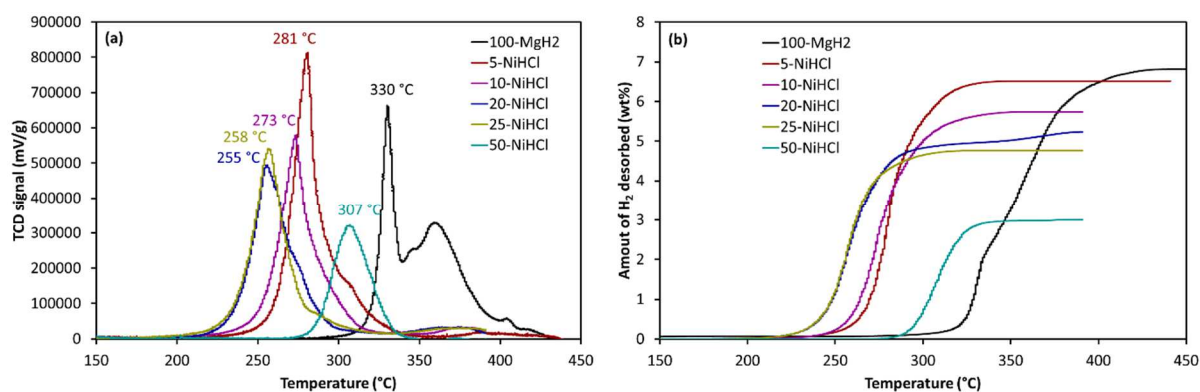 (a)
900000
800000
700000
600000
500000
400000
300000
200000
100000
0
TCD signal (mV/g)
281 °C
330 °C
273 °C
258 °C
255 °C
307 °C
100-MgH2
5-NiHCl
10-NiHCl
20-NiHCl
25-NiHCl
50-NiHCl
150 200 250 300 350 400 450
Temperature (°C)
(b)
8
7
6
5
4
3
2
1
0
Amout of H₂ desorbed (wt%)
100-MgH2
5-NiHCl
10-NiHCl
20-NiHCl
25-NiHCl
50-NiHCl
150 200 250 300 350 400 450
Temperature (°C)